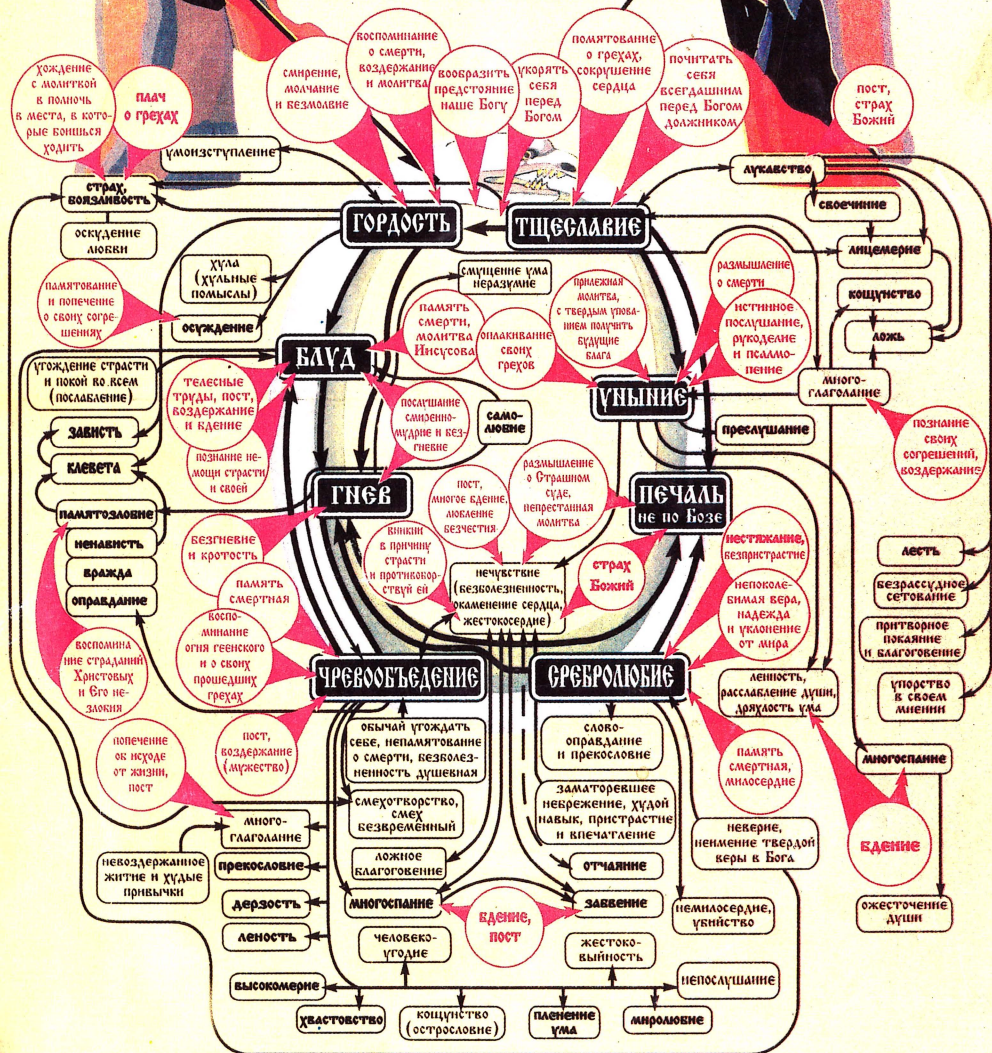 хождение
с молитвой
в полночь
в места, в кото-
рые боишься
ходить
плач
о грехах
смирение,
молчание
и безмолвие
воспоминание
о смерти,
воздержание
и молитва
вообразить
предстояние
наше Богу
укорять
себя
перед
Богом
помятование
о грехах,
сокрушение
сердца
почитать
себя
всегдашним
перед Богом
должником
пост,
страх
Божий
умоизступление
страх,
боязливость
оскудение
любви
ГОРДОСТЬ
ТЩЕСЛАВИЕ
лукавство
своечиние
лицемерие
кощунство
ложь
хула
(хульные
помыслы)
осуждение
памятование
и попечение
о своих согре-
шениях
смущение ума
неразумие
память
смерти,
молитва
Иисусова
оплакивание
своих
грехов
прилежная
молитва,
с твердым упова-
нием получить
будущие
блага
размышление
о смерти
истинное
послушание,
рукоделие
и псалмо-
пение
БЛУД
УНЫНИЕ
много-
глаголание
угождение страсти
и покой во всем
(послабление)
телесные
труды, пост,
воздержание
и бдение
послушание
смиренно-
мудрие и без-
гневие
само-
любие
преслушание
познание
своих
согрешений,
воздержание
зависть
клевета
памятозлобие
ненависть
вражда
оправдание
познание не-
мощи страсти
и своей
ГНЕВ
ПЕЧАЛЬ
не по Бозе
пост,
многое бдение,
любление
безчестия
размышление
о Страшном
суде,
непрестанная
молитва
безгневие
и кротость
вникни
в причину
страсти
и противобор-
ствуй ей
нечувствие
(безболезненность,
окаменение сердца,
жестокосердие)
страх
Божий
нестяжание,
безпристрастие
непоколе-
бимая вера,
надежда
и уклонение
от мира
лесть
безрассудное
сетование
притворное
покаяние
и благоговение
упорство
в своем
мнении
память
смертная
воспо-
минание
огня геенского
и о своих
прошедших
грехах
воспомина
ние страданий
Христовых
и Его не-
злобия
ЧРЕВООБЪЕДЕНИЕ
СРЕБРОЛЮБИЕ
леность,
расслабление души,
дряхлость ума
попечение
об исходе
от жизни,
пост
пост,
воздержание
(мужество)
обычай угождать
себе, непамятование
о смерти, безболез-
ненность душевная
слово-
оправдание
и прекословие
память
смертная,
милосердие
многоспание
смехотворство,
смех
безвременный
заматоревшее
небрежение, худой
навык, пристрастие
и впечатление
неверие,
неимение твердой
веры в Бога
бдение
много-
глаголание
невоздержанное
житие и худые
привычки
прекословие
ложное
благоговение
отчаяние
дерзость
многоспание
бдение,
пост
забвение
немилосердие,
убийство
ожесточение
души
леность
человеко-
угодие
жестоко-
выйность
высокомерие
непослушание
хвастовство
кощунство
(острословие)
пленение
ума
миролюбие